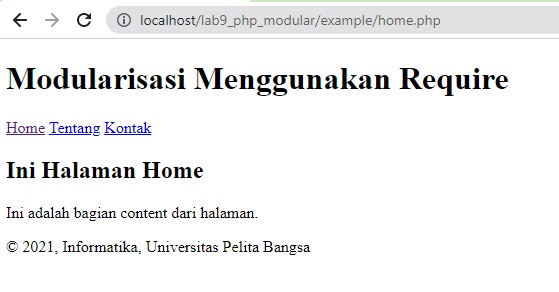 localhost/lab9_php_modular/example/home.php
Modularisasi Menggunakan Require
Home Tentang Kontak
Ini Halaman Home
Ini adalah bagian content dari halaman.
© 2021, Informatika, Universitas Pelita Bangsa